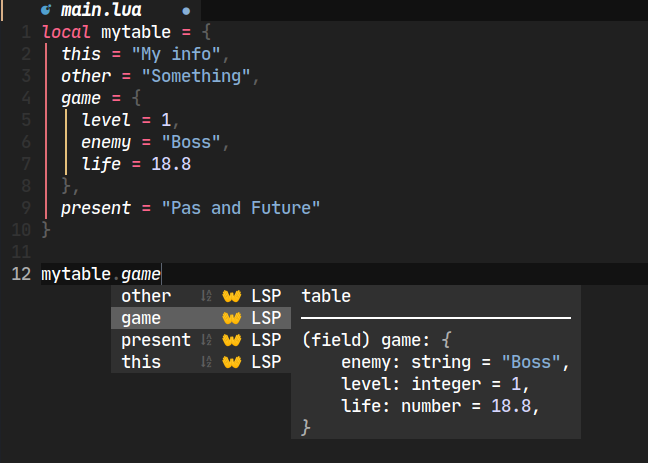 main.lua
1 local mytable = {
2 this = "My info",
3 other = "Something",
4 game = {
5 level = 1,
6 enemy = "Boss",
7 life = 18.8
8 },
9 present = "Pas and Future"
10 }
11
12 mytable.game
other LSP
game LSP
present LSP
this LSP
table
(field) game: {
enemy: string = "Boss",
level: integer = 1,
life: number = 18.8,
}